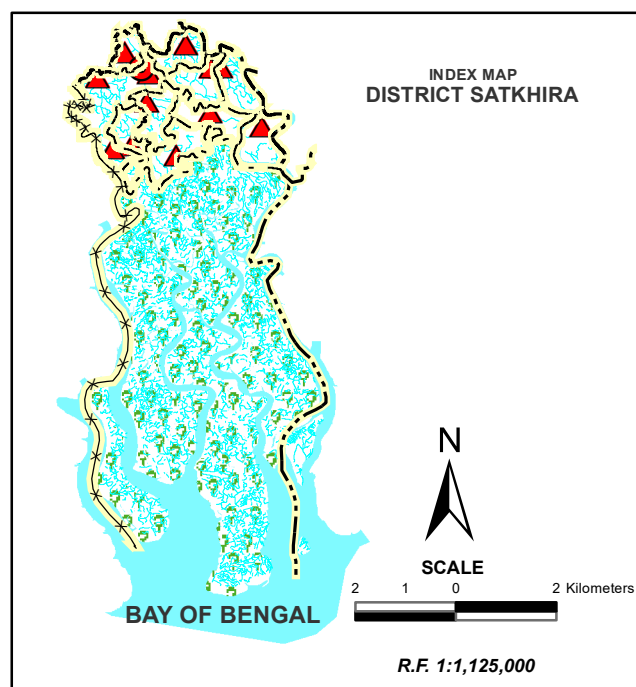 INDEX MAP
DISTRICT SATKHIRA
N
SCALE
2 1 0 2 Kilometers
BAY OF BENGAL
R.F. 1:1,125,000